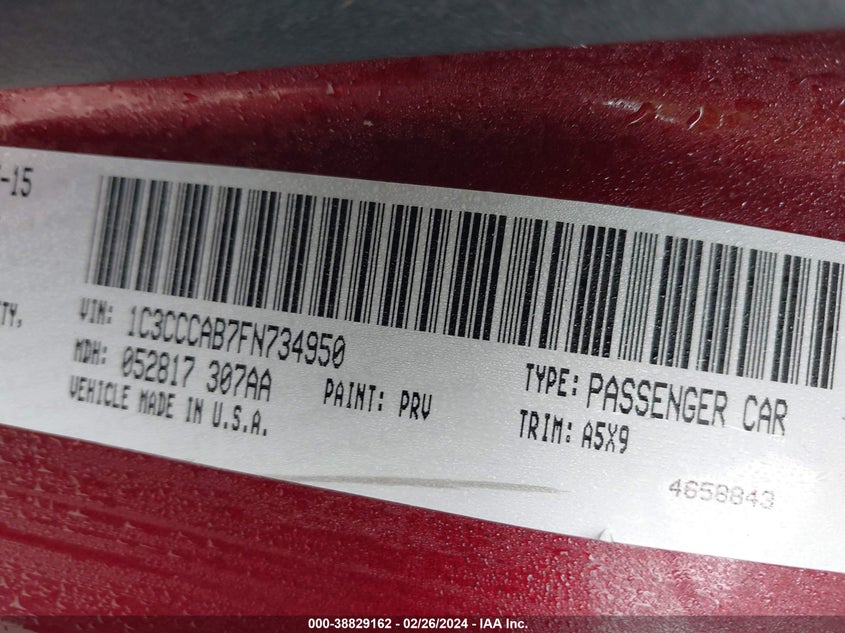 -15
TY,
VIN: 1C3CCCAB7FN734950
MDH: 052817 307AA
VEHICLE MADE IN U.S.A.
PAINT: PRV
TYPE: PASSENGER CAR
TRIM: A5X9
4658843
000-38829162 - 02/26/2024 - IAA Inc.